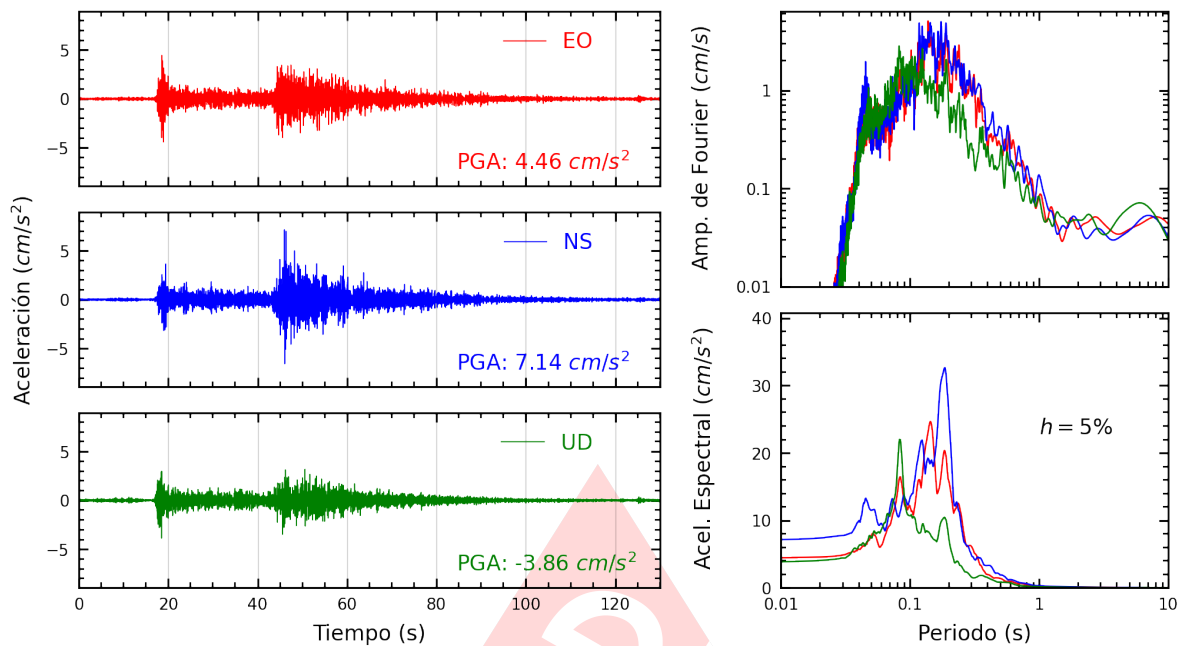 Aceleración (cm/s²)
5
0
−5
EO
PGA: 4.46 cm/s²
5
0
−5
NS
PGA: 7.14 cm/s²
5
0
−5
UD
PGA: -3.86 cm/s²
0
20
40
60
80
100
120
Tiempo (s)
Amp. de Fourier (cm/s)
1
0.1
0.01
Acel. Espectral (cm/s²)
40
30
20
10
0
h = 5%
0.01
0.1
1
10
Periodo (s)